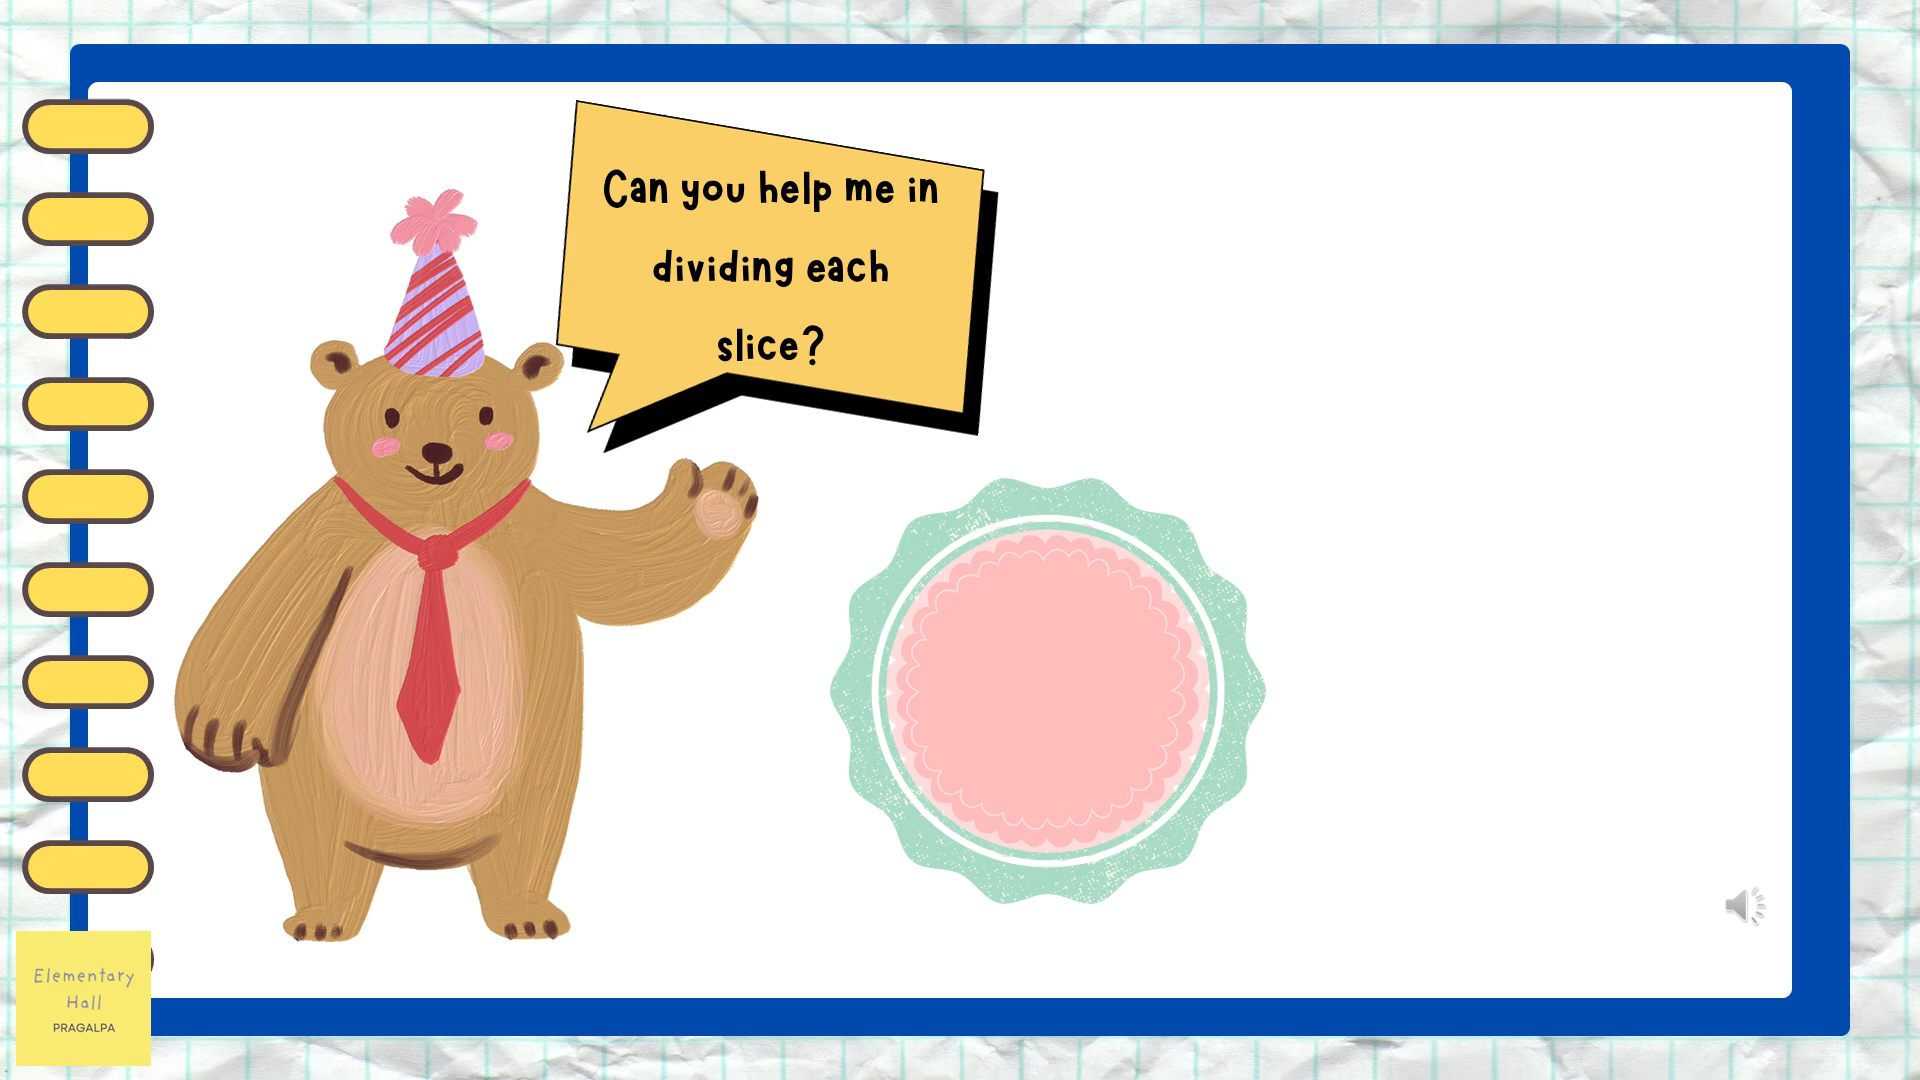 Can you help me in
dividing each
slice?
Elementary
Hall
PRAGALPA